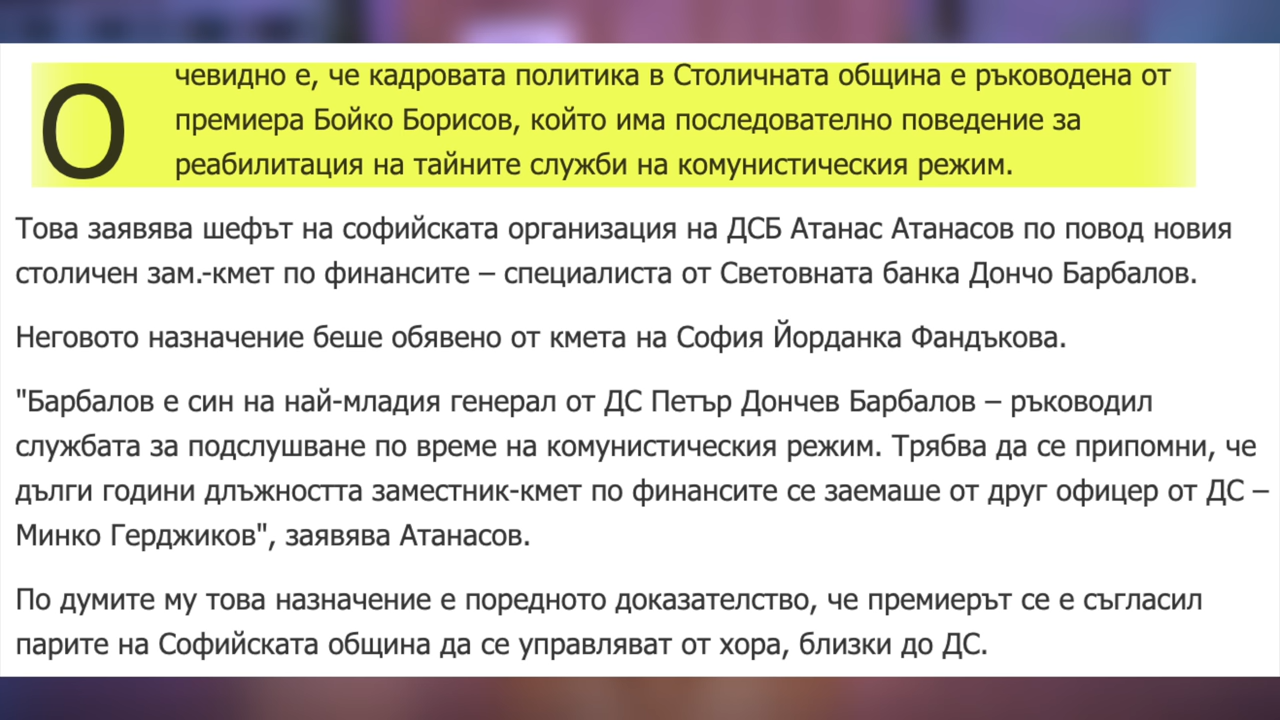 Очевидно е, че кадровата политика в Столичната община е ръководена от
премиера Бойко Борисов, който има последователно поведение за
реабилитация на тайните служби на комунистическия режим.
Това заявява шефът на софийската организация на ДСБ Атанас Атанасов по повод новия
столичен зам.-кмет по финансите – специалиста от Световната банка Дончо Барбалов.
Неговото назначение беше обявено от кмета на София Йорданка Фандъкова.
"Барбалов е син на най-младия генерал от ДС Петър Дончев Барбалов – ръководил
службата за подслушване по време на комунистическия режим. Трябва да се припомни, че
дълги години длъжността заместник-кмет по финансите се заемаше от друг офицер от ДС –
Минко Герджиков", заявява Атанасов.
По думите му това назначение е поредното доказателство, че премиерът се е съгласил
парите на Софийската община да се управляват от хора, близки до ДС.